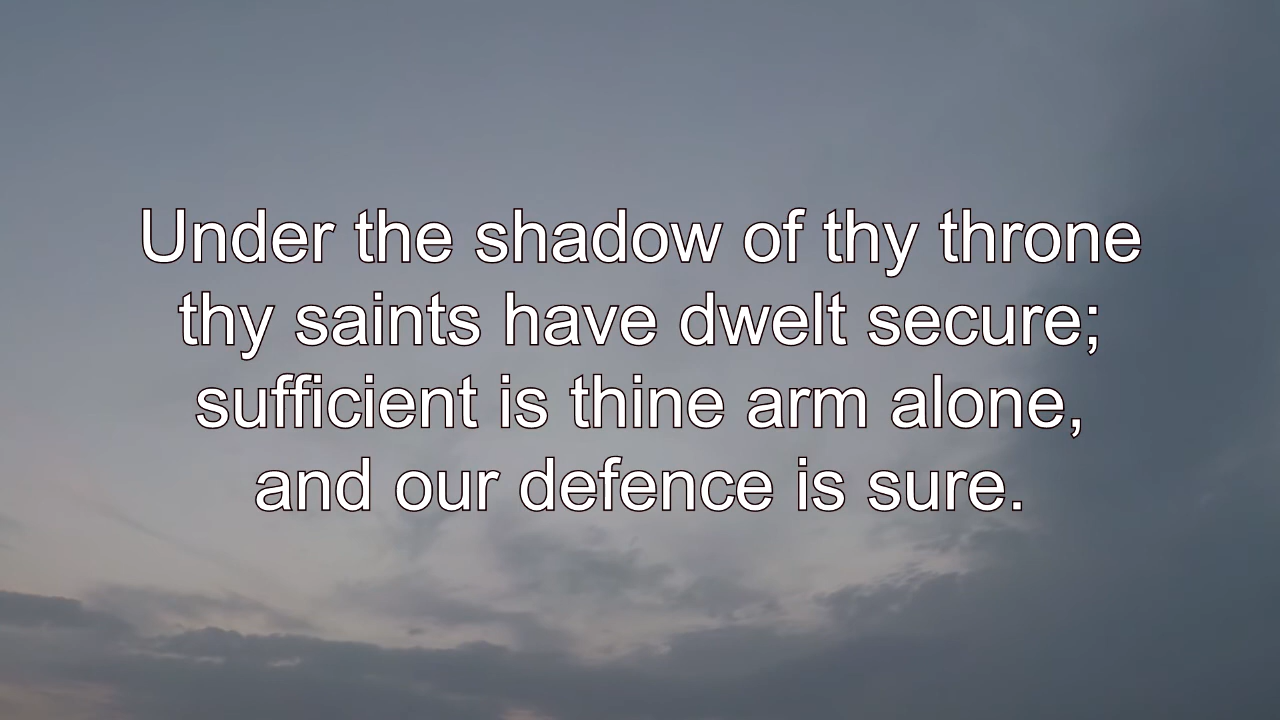 Under the shadow of thy throne
thy saints have dwelt secure;
sufficient is thine arm alone,
and our defence is sure.